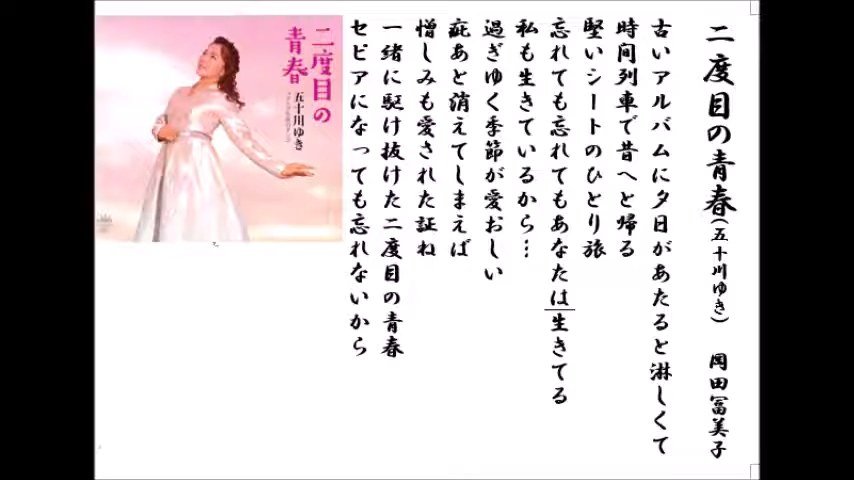 二度目の青春(五十川ゆき) 岡田冨美子
古いアルバムに夕日があたると淋しくて
時間列車で昔へと帰る
堅いシートのひとり旅
忘れても忘れてもあなたは生きてる
私も生きているから…
過ぎゆく季節が愛おしい
疵あと消えてしまえば
憎しみも愛された証ね
一緒に駆け抜けた二度目の青春
セピアになっても忘れないから
二度目の
青春
五十川ゆき